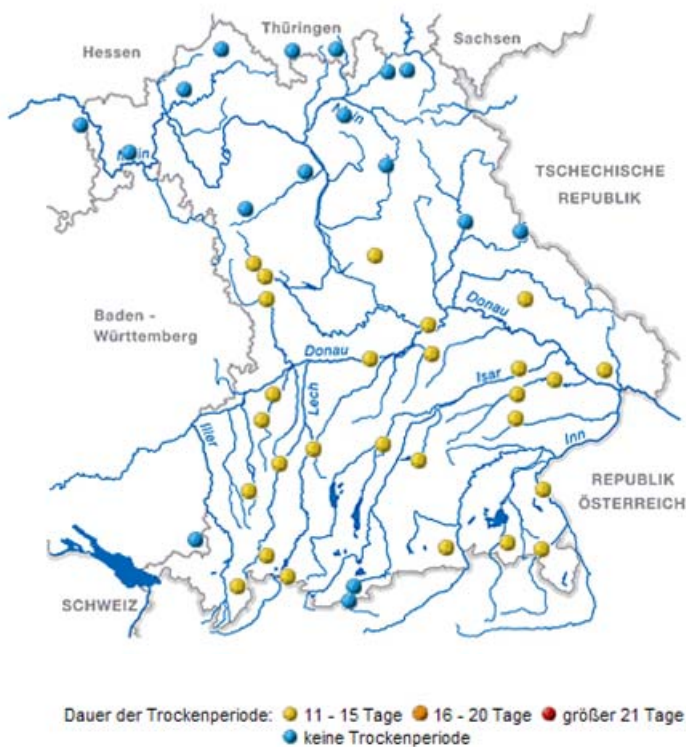 Thüringen
Hessen
Sachsen
Main
Main
TSCHECHISCHE
REPUBLIK
Baden -
Württemberg
Donau
Donau
Isar
Lech
Iller
Inn
REPUBLIK
ÖSTERREICH
SCHWEIZ
Dauer der Trockenperiode: 11 - 15 Tage 16 - 20 Tage größer 21 Tage
keine Trockenperiode